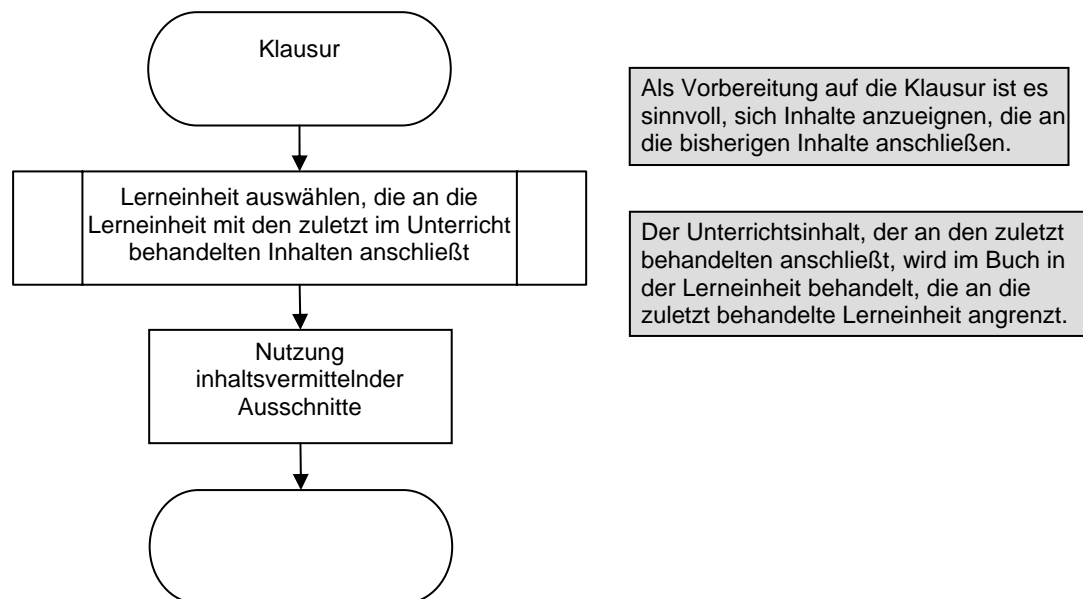 Klausur
Als Vorbereitung auf die Klausur ist es
sinnvoll, sich Inhalte anzueignen, die an
die bisherigen Inhalte anschließen.
Lerneinheit auswählen, die an die
Lerneinheit mit den zuletzt im Unterricht
behandelten Inhalten anschließt
Der Unterrichtsinhalt, der an den zuletzt
behandelten anschließt, wird im Buch in
der Lerneinheit behandelt, die an die
zuletzt behandelte Lerneinheit angrenzt.
Nutzung
inhaltsvermittelnder
Ausschnitte